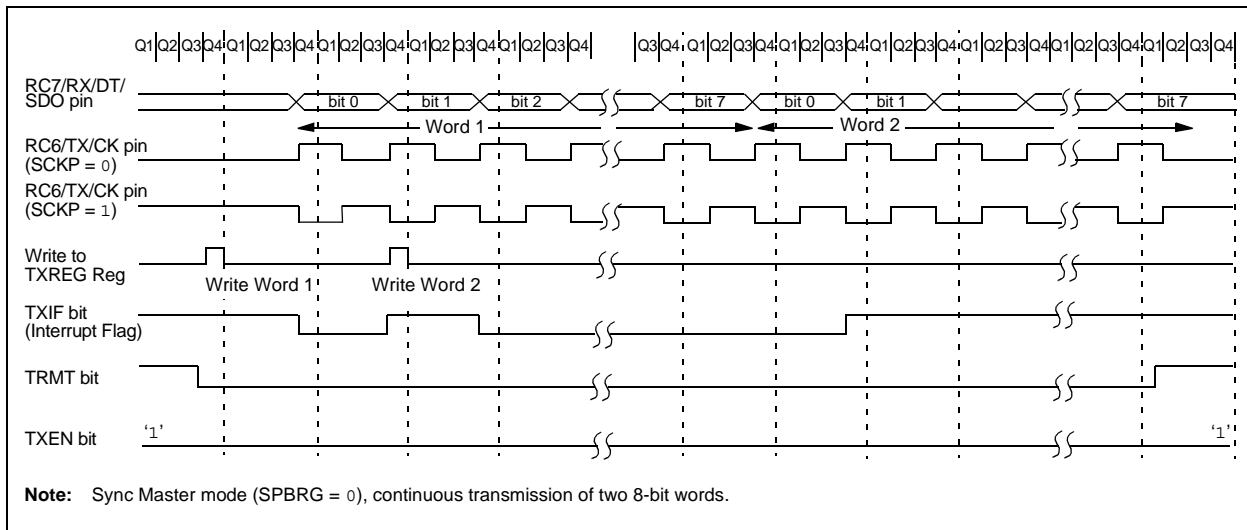 Q1 Q2 Q3 Q4 Q1 Q2 Q3 Q4 Q1 Q2 Q3 Q4 Q1 Q2 Q3 Q4 Q1 Q2 Q3 Q4 Q3 Q4 Q1 Q2 Q3 Q4 Q1 Q2 Q3 Q4 Q1 Q2 Q3 Q4 Q1 Q2 Q3 Q4 Q1 Q2 Q3 Q4 Q1 Q2 Q3 Q4
RC7/RX/DT/
SDO pin
bit 0 bit 1 bit 2 bit 7 bit 0 bit 1 bit 7
Word 1 Word 2
RC6/TX/CK pin
(SCKP = 0)
RC6/TX/CK pin
(SCKP = 1)
Write to
TXREG Reg
Write Word 1 Write Word 2
TXIF bit
(Interrupt Flag)
TRMT bit
TXEN bit
‘1’ ‘1’
Note: Sync Master mode (SPBRG = 0), continuous transmission of two 8-bit words.